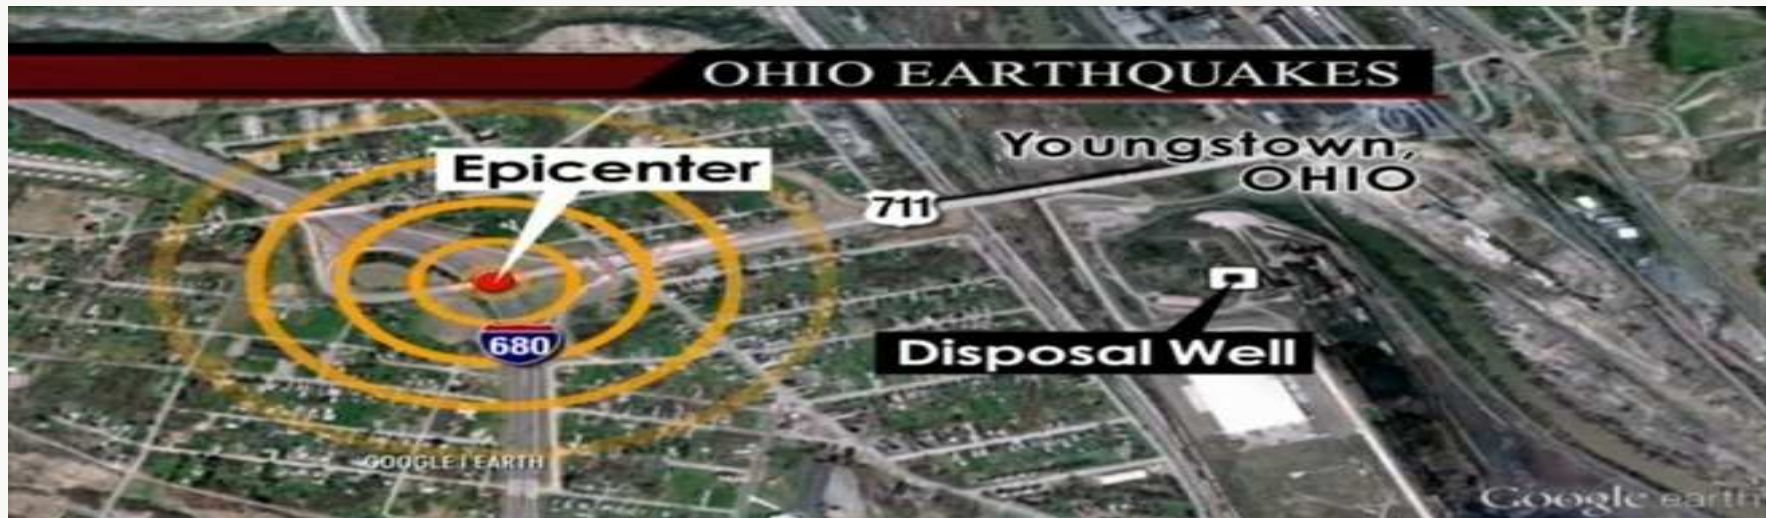 OHIO EARTHQUAKES
Youngstown,
OHIO
Epicenter
711
680
Disposal Well
GOOGLE | EARTH
Google earth